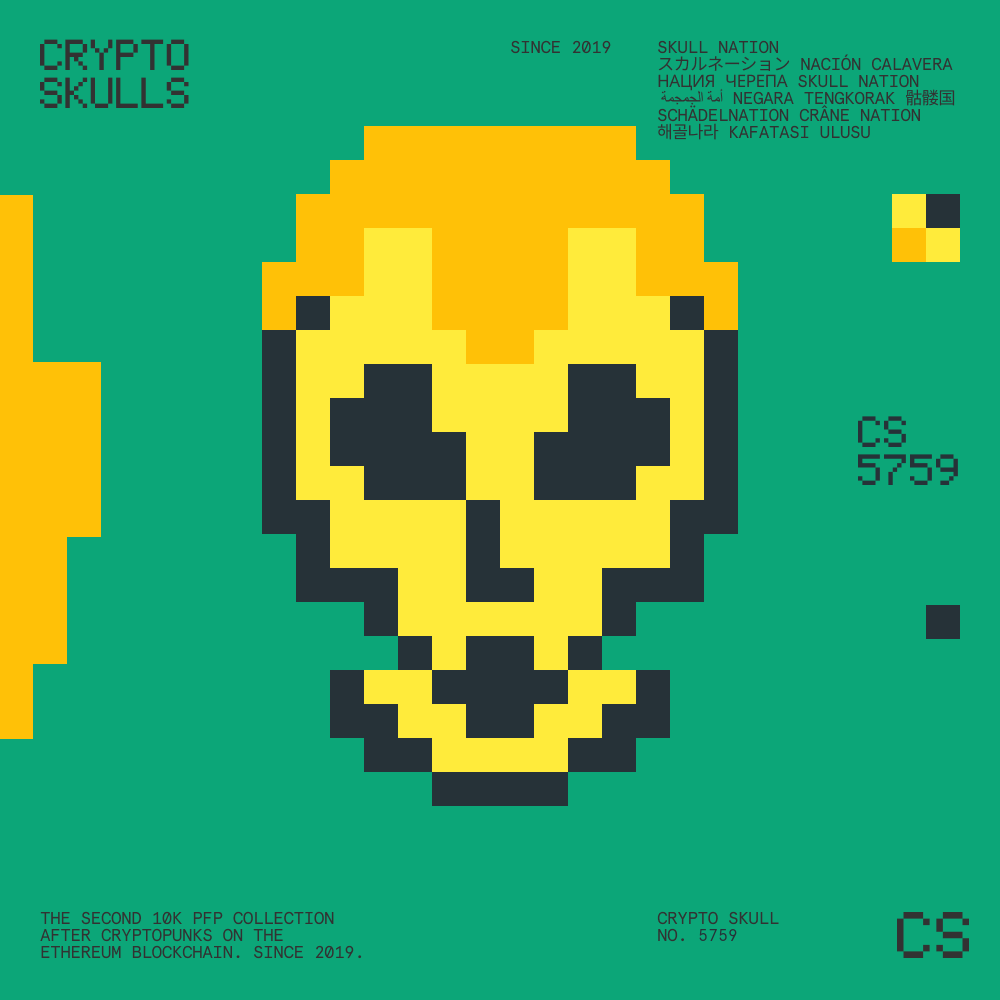 CRYPTO
SKULLS
SINCE 2019
SKULL NATION
スカルネーション NACIÓN CALAVERA
НАЦИЯ ЧЕРЕПА SKULL NATION
أمة الجمجمة NEGARA TENGKORAK 骷髅国
SCHÄDELNATION CRÂNE NATION
해골나라 KAFATASI ULUSU
CS
5759
THE SECOND 10K PFP COLLECTION
AFTER CRYPTOPUNKS ON THE
ETHEREUM BLOCKCHAIN. SINCE 2019.
CRYPTO SKULL
NO. 5759
CS